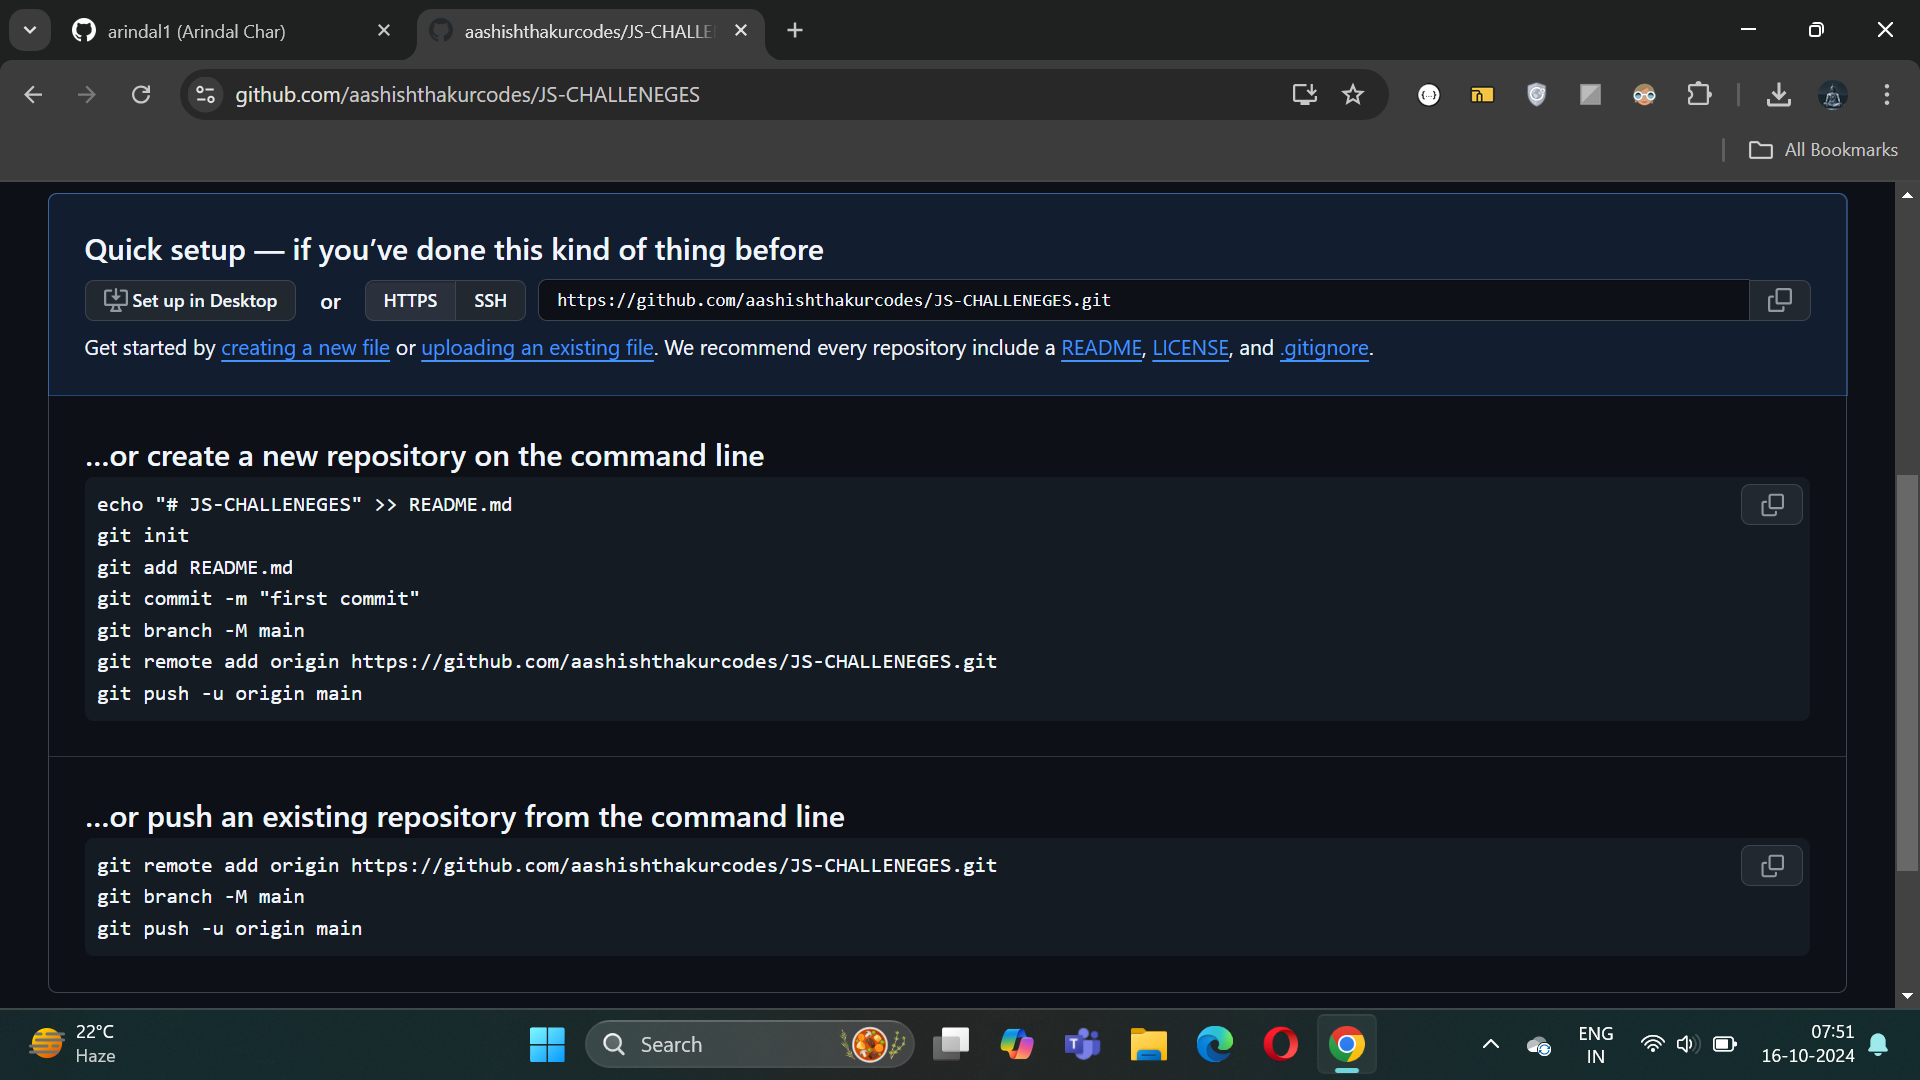 arindal1 (Arindal Char)
aashishthakurcodes/JS-CHALLE
github.com/aashishthakurcodes/JS-CHALLENEGES
All Bookmarks
Quick setup — if you’ve done this kind of thing before
Set up in Desktop or HTTPS SSH https://github.com/aashishthakurcodes/JS-CHALLENEGES.git
Get started by creating a new file or uploading an existing file. We recommend every repository include a README, LICENSE, and .gitignore.
…or create a new repository on the command line
echo "# JS-CHALLENEGES" >> README.md
git init
git add README.md
git commit -m "first commit"
git branch -M main
git remote add origin https://github.com/aashishthakurcodes/JS-CHALLENEGES.git
git push -u origin main
…or push an existing repository from the command line
git remote add origin https://github.com/aashishthakurcodes/JS-CHALLENEGES.git
git branch -M main
git push -u origin main
22°C
Haze
Search
ENG
IN
07:51
16-10-2024